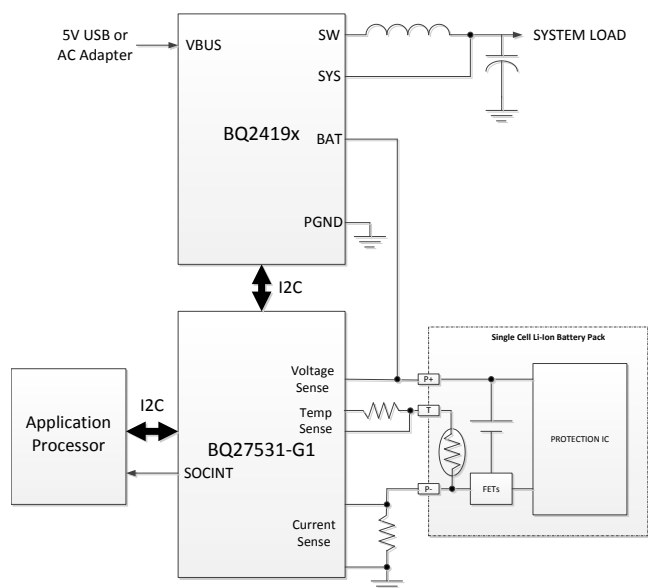 5V USB or
AC Adapter
VBUS
SW
SYS
BQ2419x
BAT
PGND
SYSTEM LOAD
I2C
Single Cell Li-Ion Battery Pack
Voltage
Sense
P+
Temp
Sense
T
Application
Processor
I2C
BQ27531-G1
SOCINT
PROTECTION IC
P-
FETs
Current
Sense